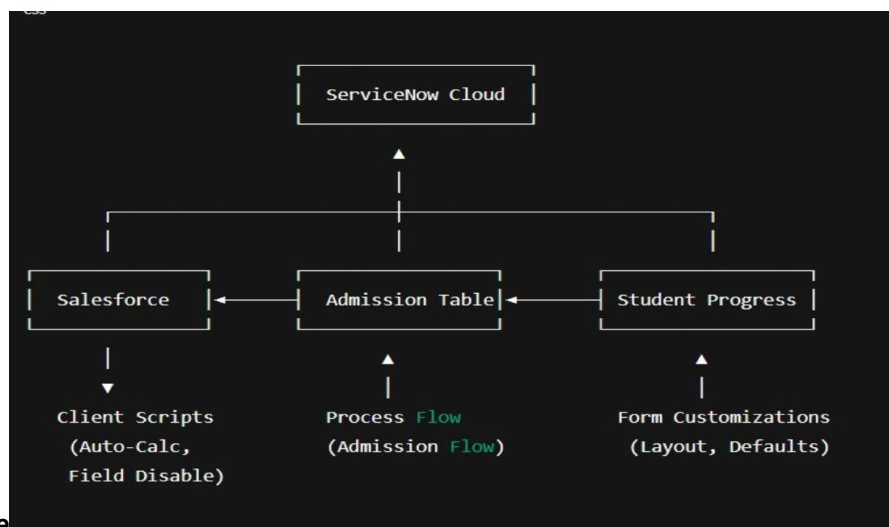 css
ServiceNow Cloud
Salesforce
Admission Table
Student Progress
Client Scripts
(Auto-Calc,
Field Disable)
Process Flow
(Admission Flow)
Form Customizations
(Layout, Defaults)
e